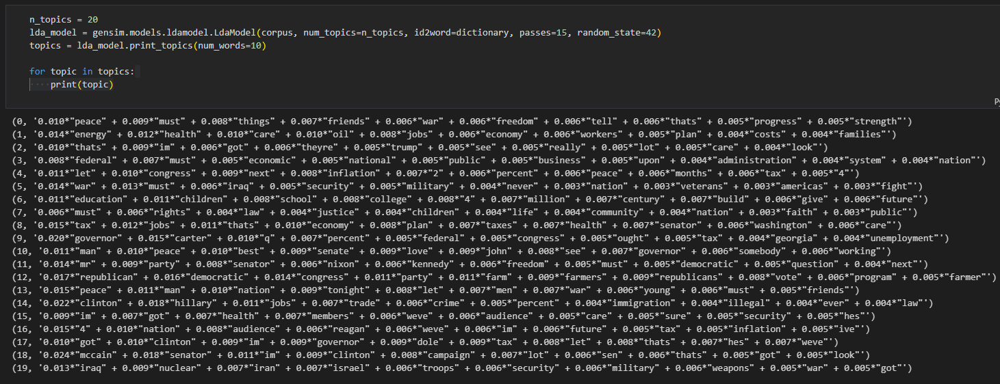 n_topics = 20
lda_model = gensim.models.ldamodel.LdaModel(corpus, num_topics=n_topics, id2word=dictionary, passes=15, random_state=42)
topics = lda_model.print_topics(num_words=10)
for topic in topics:
····print(topic)
(0, '0.010*"peace" + 0.009*"must" + 0.008*"things" + 0.007*"friends" + 0.006*"war" + 0.006*"freedom" + 0.006*"tell" + 0.006*"thats" + 0.005*"progress" + 0.005*"strength"')
(1, '0.014*"energy" + 0.012*"health" + 0.010*"care" + 0.010*"oil" + 0.008*"jobs" + 0.006*"economy" + 0.006*"workers" + 0.005*"plan" + 0.004*"costs" + 0.004*"families"')
(2, '0.010*"thats" + 0.009*"im" + 0.006*"got" + 0.006*"theyre" + 0.005*"trump" + 0.005*"see" + 0.005*"really" + 0.005*"lot" + 0.005*"care" + 0.004*"look"')
(3, '0.008*"federal" + 0.007*"must" + 0.005*"economic" + 0.005*"national" + 0.005*"public" + 0.005*"business" + 0.005*"upon" + 0.004*"administration" + 0.004*"system" + 0.004*"nation"')
(4, '0.011*"let" + 0.010*"congress" + 0.009*"next" + 0.008*"inflation" + 0.007*"2" + 0.006*"percent" + 0.006*"peace" + 0.006*"months" + 0.006*"tax" + 0.005*"4"')
(5, '0.014*"war" + 0.013*"must" + 0.006*"iraq" + 0.005*"security" + 0.005*"military" + 0.004*"never" + 0.003*"nation" + 0.003*"veterans" + 0.003*"americas" + 0.003*"fight"')
(6, '0.011*"education" + 0.011*"children" + 0.008*"school" + 0.008*"college" + 0.008*"4" + 0.007*"million" + 0.007*"century" + 0.007*"build" + 0.006*"give" + 0.006*"future"')
(7, '0.006*"must" + 0.006*"rights" + 0.004*"law" + 0.004*"justice" + 0.004*"children" + 0.004*"life" + 0.004*"community" + 0.004*"nation" + 0.003*"faith" + 0.003*"public"')
(8, '0.015*"tax" + 0.012*"jobs" + 0.011*"thats" + 0.010*"economy" + 0.008*"plan" + 0.007*"taxes" + 0.007*"health" + 0.007*"senator" + 0.006*"washington" + 0.006*"care"')
(9, '0.020*"governor" + 0.015*"carter" + 0.010*"q" + 0.007*"percent" + 0.005*"federal" + 0.005*"congress" + 0.005*"ought" + 0.005*"tax" + 0.004*"georgia" + 0.004*"unemployment"')
(10, '0.011*"man" + 0.010*"peace" + 0.010*"best" + 0.009*"senate" + 0.009*"love" + 0.009*"john" + 0.008*"see" + 0.007*"governor" + 0.006*"somebody" + 0.006*"working"')
(11, '0.014*"mr" + 0.009*"party" + 0.008*"senator" + 0.006*"nixon" + 0.006*"kennedy" + 0.006*"freedom" + 0.005*"must" + 0.005*"democratic" + 0.005*"question" + 0.004*"next"')
(12, '0.017*"republican" + 0.016*"democratic" + 0.014*"congress" + 0.011*"party" + 0.011*"farm" + 0.009*"farmers" + 0.009*"republicans" + 0.008*"vote" + 0.006*"program" + 0.005*"farmer"')
(13, '0.015*"peace" + 0.011*"man" + 0.010*"nation" + 0.009*"tonight" + 0.008*"let" + 0.007*"men" + 0.007*"war" + 0.006*"young" + 0.006*"must" + 0.005*"friends"')
(14, '0.022*"clinton" + 0.018*"hillary" + 0.011*"jobs" + 0.007*"trade" + 0.006*"crime" + 0.005*"percent" + 0.004*"immigration" + 0.004*"illegal" + 0.004*"ever" + 0.004*"law"')
(15, '0.009*"im" + 0.007*"got" + 0.007*"health" + 0.007*"members" + 0.006*"weve" + 0.006*"audience" + 0.005*"care" + 0.005*"sure" + 0.005*"security" + 0.005*"hes"')
(16, '0.015*"4" + 0.010*"nation" + 0.008*"audience" + 0.006*"reagan" + 0.006*"weve" + 0.006*"im" + 0.006*"future" + 0.005*"tax" + 0.005*"inflation" + 0.005*"ive"')
(17, '0.010*"got" + 0.010*"clinton" + 0.009*"im" + 0.009*"governor" + 0.009*"dole" + 0.009*"tax" + 0.008*"let" + 0.008*"thats" + 0.007*"hes" + 0.007*"weve"')
(18, '0.024*"mccain" + 0.018*"senator" + 0.011*"im" + 0.009*"clinton" + 0.008*"campaign" + 0.007*"lot" + 0.006*"sen" + 0.006*"thats" + 0.005*"got" + 0.005*"look"')
(19, '0.013*"iraq" + 0.009*"nuclear" + 0.007*"iran" + 0.007*"israel" + 0.006*"troops" + 0.006*"security" + 0.006*"military" + 0.006*"weapons" + 0.005*"war" + 0.005*"got"')